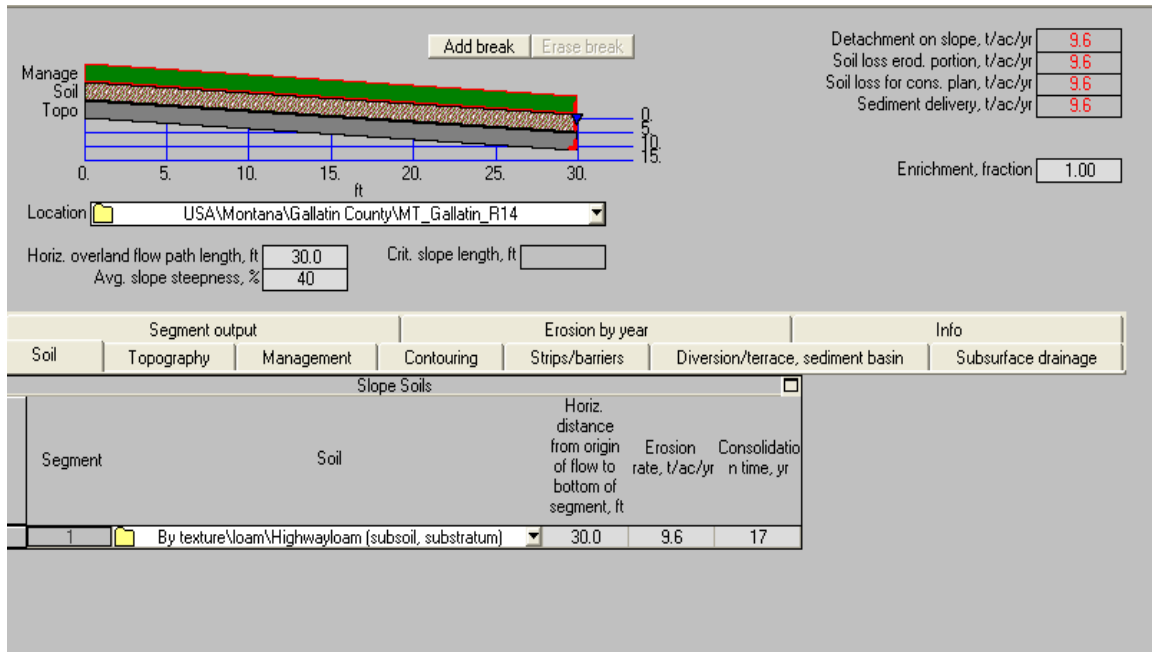 Add break Erase break
Detachment on slope, t/ac/yr 9.6
Soil loss erod. portion, t/ac/yr 9.6
Soil loss for cons. plan, t/ac/yr 9.6
Sediment delivery, t/ac/yr 9.6
Enrichment, fraction 1.00
Manage
Soil
Topo
0.
5.
10.
15.
0. 5. 10. 15. 20. 25. 30.
ft
Location USA\Montana\Gallatin County\MT_Gallatin_R14
Horiz. overland flow path length, ft 30.0 Crit. slope length, ft
Avg. slope steepness, % 40
Segment output Erosion by year Info
Soil Topography Management Contouring Strips/barriers Diversion/terrace, sediment basin Subsurface drainage
Slope Soils
Segment Soil
Horiz.
distance
from origin
of flow to
bottom of
segment, ft
Erosion
rate, t/ac/yr
Consolidatio
n time, yr
1 By texture\loam\Highwayloam (subsoil, substratum) 30.0 9.6 17